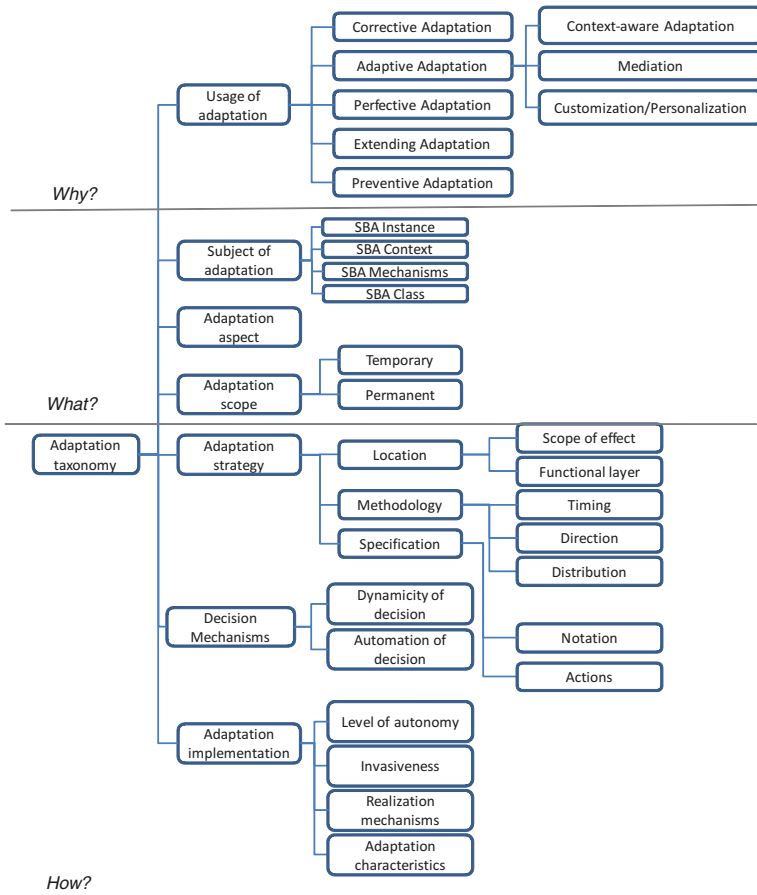 Corrective Adaptation
Context-aware Adaptation
Adaptive Adaptation
Mediation
Usage of
adaptation
Perfective Adaptation
Customization/Personalization
Extending Adaptation
Preventive Adaptation
Why?
Subject of
adaptation
SBA Instance
SBA Context
SBA Mechanisms
SBA Class
Adaptation
aspect
Adaptation
scope
Temporary
Permanent
What?
Adaptation
taxonomy
Adaptation
strategy
Location
Scope of effect
Functional layer
Methodology
Timing
Direction
Distribution
Specification
Notation
Actions
Decision
Mechanisms
Dynamicity of
decision
Automation of
decision
Adaptation
implementation
Level of autonomy
Invasiveness
Realization
mechanisms
Adaptation
characteristics
How?